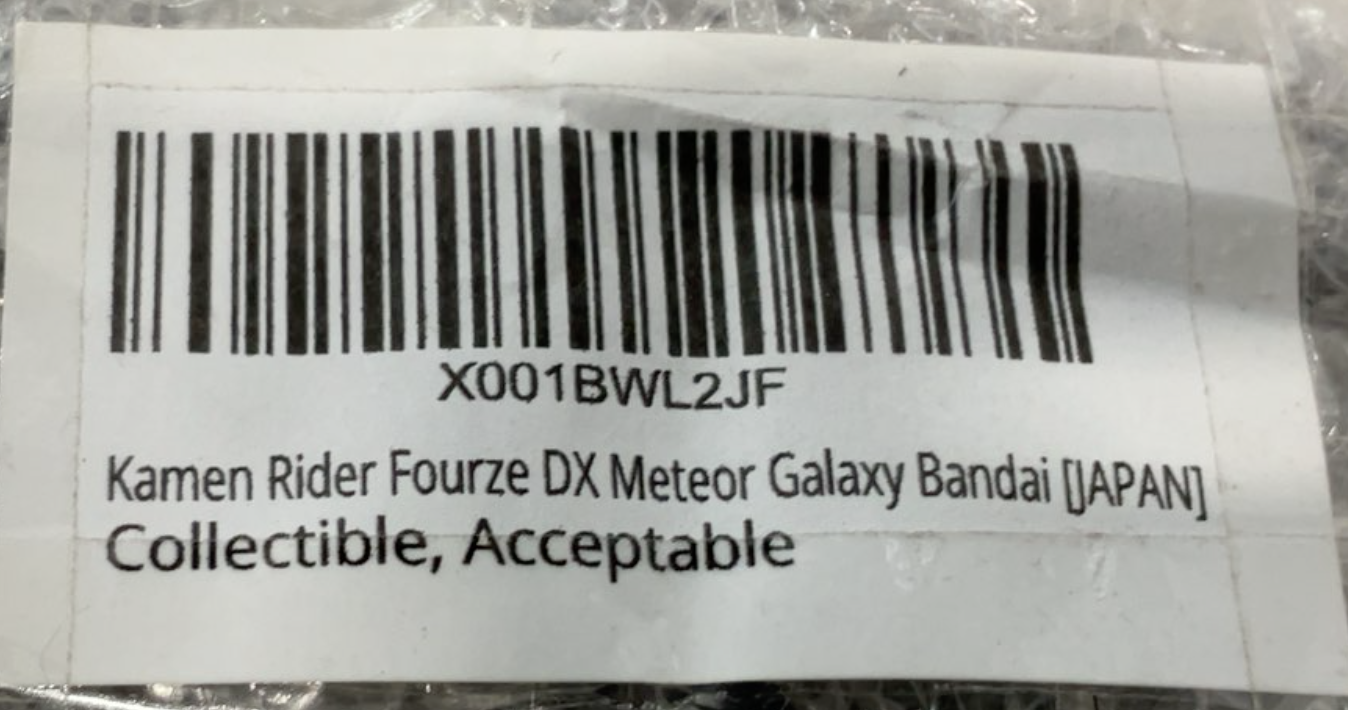 X001BWL2JF
Kamen Rider Fourze DX Meteor Galaxy Bandai [JAPAN]
Collectible, Acceptable